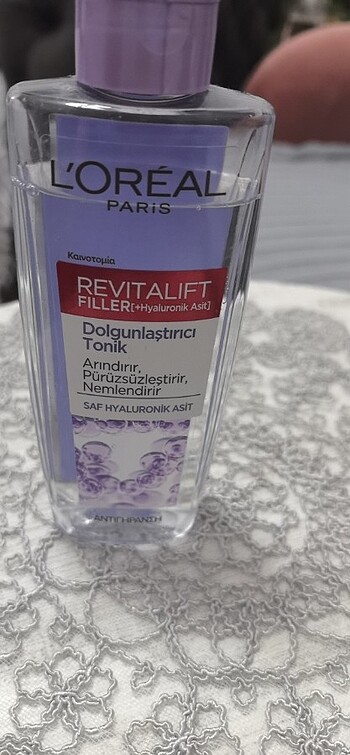 L'ORÉAL
PARIS
Καινοτομία
REVITALIFT
FILLER[+Hyaluronik Asit]
Dolgunlaştırıcı
Tonik
Arındırır,
Pürüzsüzleştirir,
Nemlendirir
SAF HYALURONİK ASİT